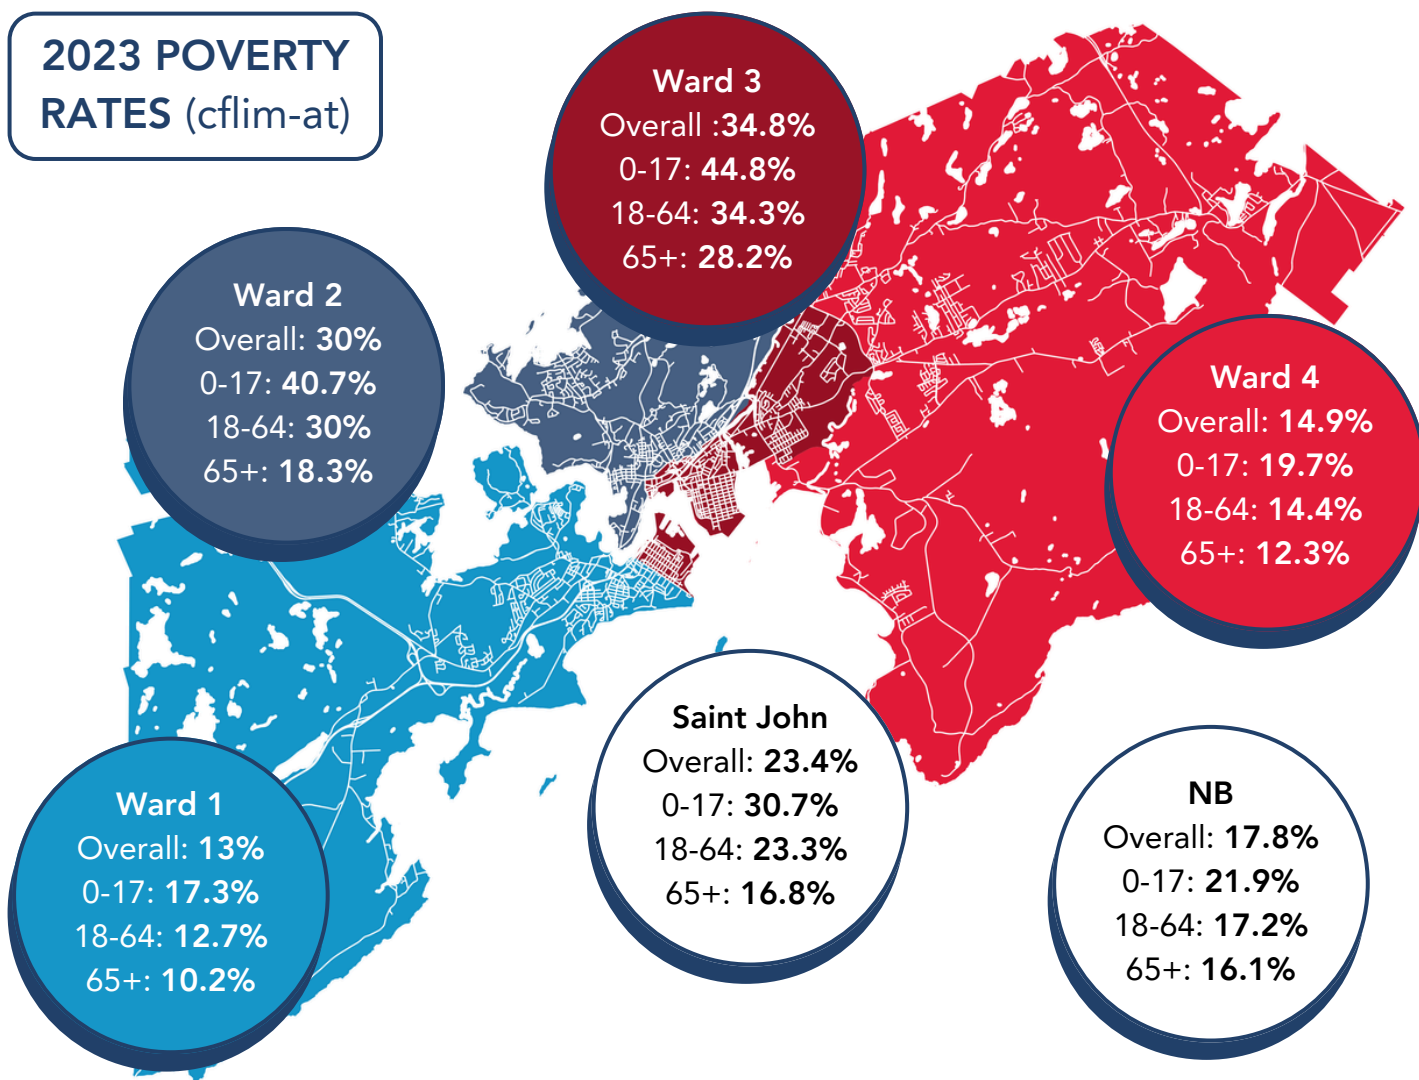 2023 POVERTY
RATES (cflim-at)
Ward 3
Overall :34.8%
0-17: 44.8%
18-64: 34.3%
65+: 28.2%
Ward 2
Overall: 30%
0-17: 40.7%
18-64: 30%
65+: 18.3%
Ward 4
Overall: 14.9%
0-17: 19.7%
18-64: 14.4%
65+: 12.3%
Saint John
Overall: 23.4%
0-17: 30.7%
18-64: 23.3%
65+: 16.8%
NB
Overall: 17.8%
0-17: 21.9%
18-64: 17.2%
65+: 16.1%
Ward 1
Overall: 13%
0-17: 17.3%
18-64: 12.7%
65+: 10.2%